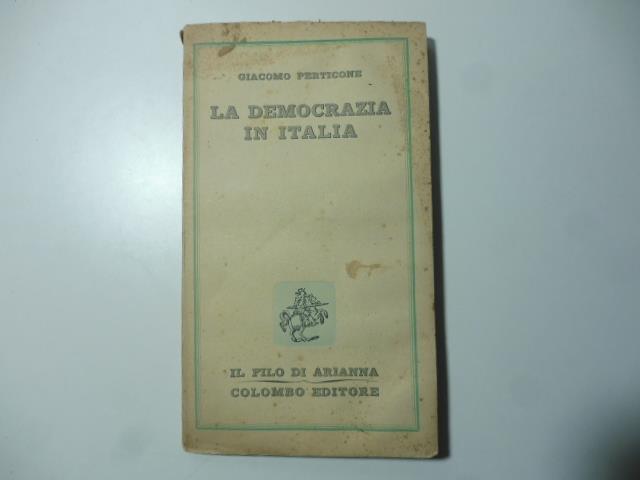 GIACOMO PERTICONE
LA DEMOCRAZIA
IN ITALIA
IL FILO DI ARIANNA
COLOMBO EDITORE